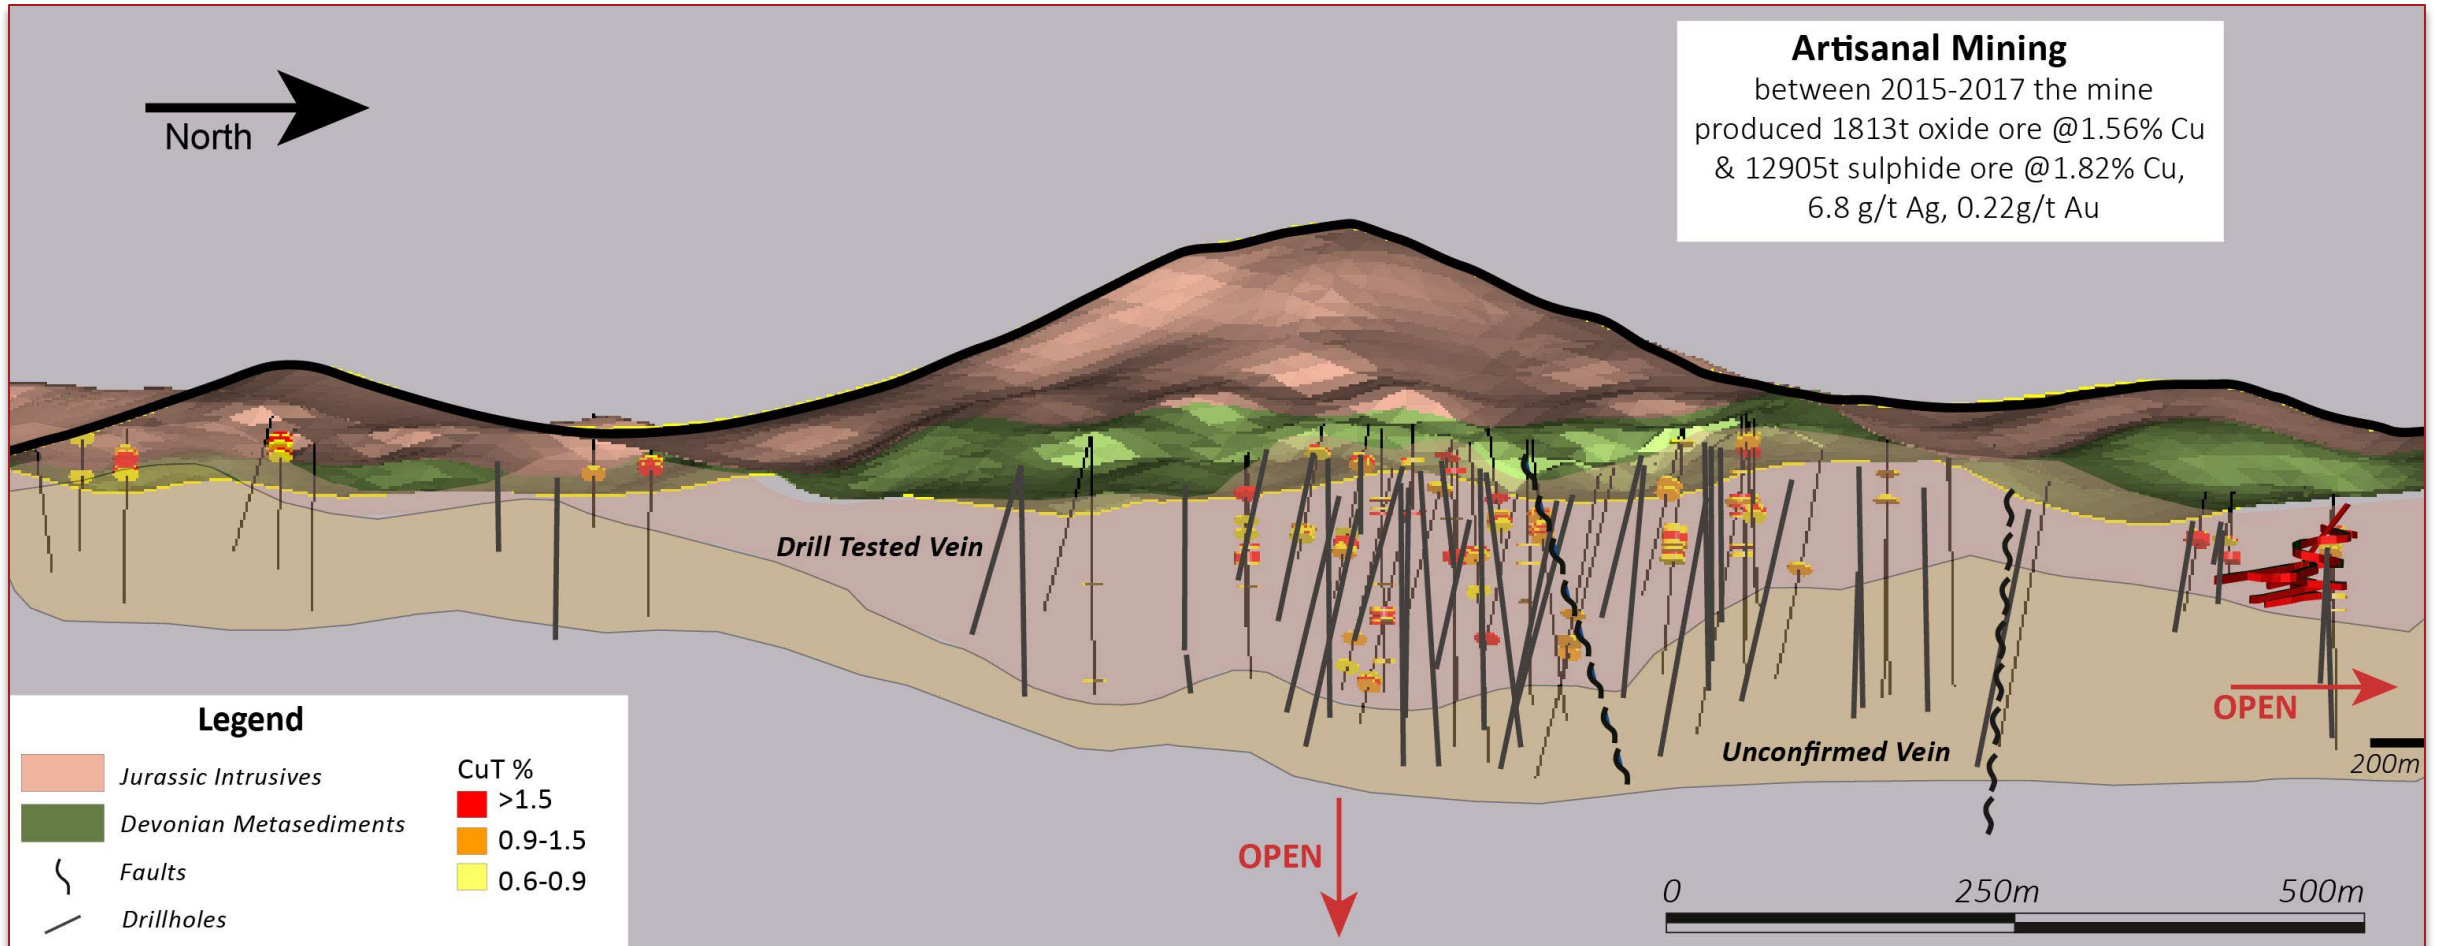 Artisanal Mining
between 2015-2017 the mine
produced 1813t oxide ore @1.56% Cu
& 12905t sulphide ore @1.82% Cu,
6.8 g/t Ag, 0.22g/t Au
North
Drill Tested Vein
Unconfirmed Vein
OPEN
200m
OPEN
Legend
Jurassic Intrusives
Devonian Metasediments
Faults
Drillholes
CuT %
>1.5
0.9-1.5
0.6-0.9
0 250m 500m